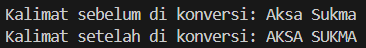 Kalimat sebelum di konversi: Aksa Sukma
Kalimat setelah di konversi: AKSA SUKMA